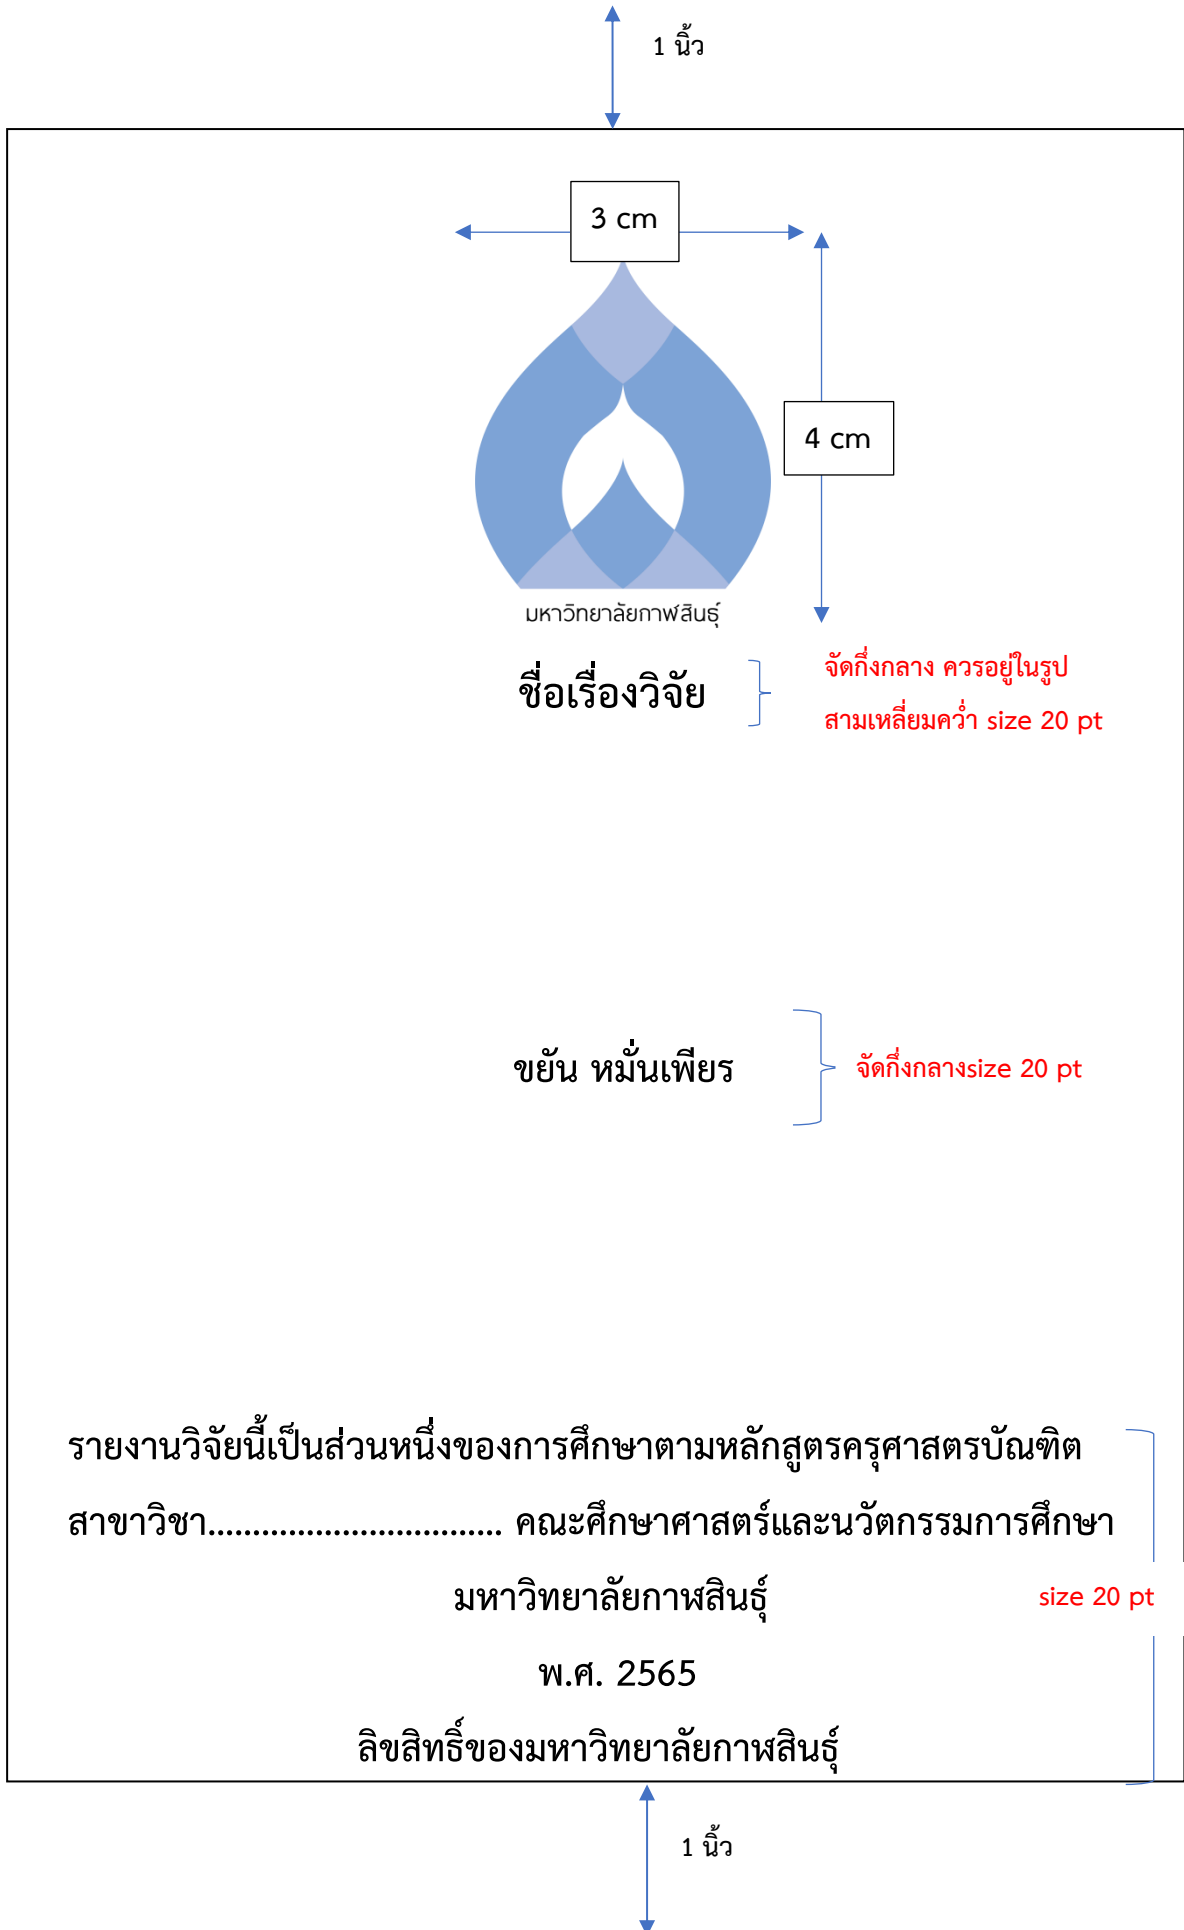 1 นิ้ว
3 cm
4 cm
มหาวิทยาลัยกาฬสินธุ์
ชื่อเรื่องวิจัย
จัดกึ่งกลาง ควรอยู่ในรูป
สามเหลี่ยมคว่ำ size 20 pt
ขยัน หมั่นเพียร
จัดกึ่งกลางsize 20 pt
รายงานวิจัยนี้เป็นส่วนหนึ่งของการศึกษาตามหลักสูตรครุศาสตรบัณฑิต
สาขาวิชา................................. คณะศึกษาศาสตร์และนวัตกรรมการศึกษา
มหาวิทยาลัยกาฬสินธุ์
size 20 pt
พ.ศ. 2565
ลิขสิทธิ์ของมหาวิทยาลัยกาฬสินธุ์
1 นิ้ว